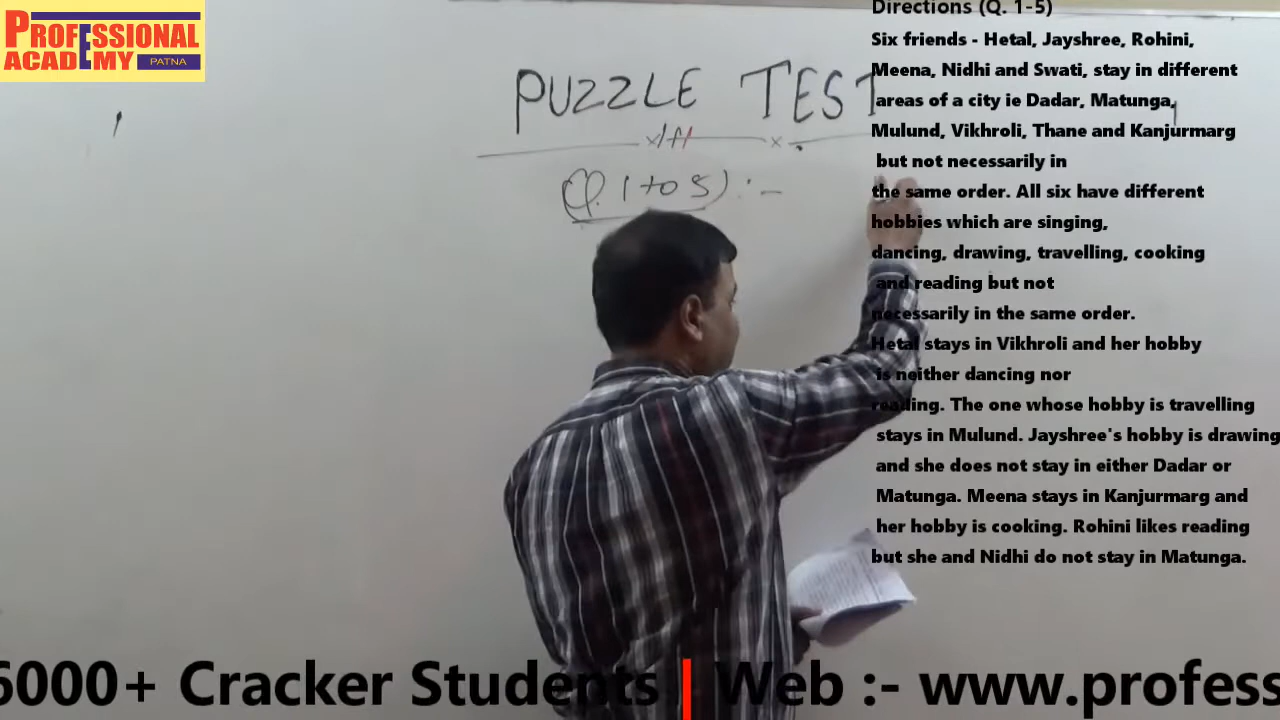 PROFESSIONAL
ACADEMY PATNA
PUZZLE TEST
(Q. 1 to 5) :-
Directions (Q. 1-5)
Six friends - Hetal, Jayshree, Rohini,
Meena, Nidhi and Swati, stay in different
areas of a city ie Dadar, Matunga,
Mulund, Vikhroli, Thane and Kanjurmarg
but not necessarily in
the same order. All six have different
hobbies which are singing,
dancing, drawing, travelling, cooking
and reading but not
necessarily in the same order.
Hetal stays in Vikhroli and her hobby
is neither dancing nor
reading. The one whose hobby is travelling
stays in Mulund. Jayshree's hobby is drawing
and she does not stay in either Dadar or
Matunga. Meena stays in Kanjurmarg and
her hobby is cooking. Rohini likes reading
but she and Nidhi do not stay in Matunga.
6000+ Cracker Students | Web :- www.profess